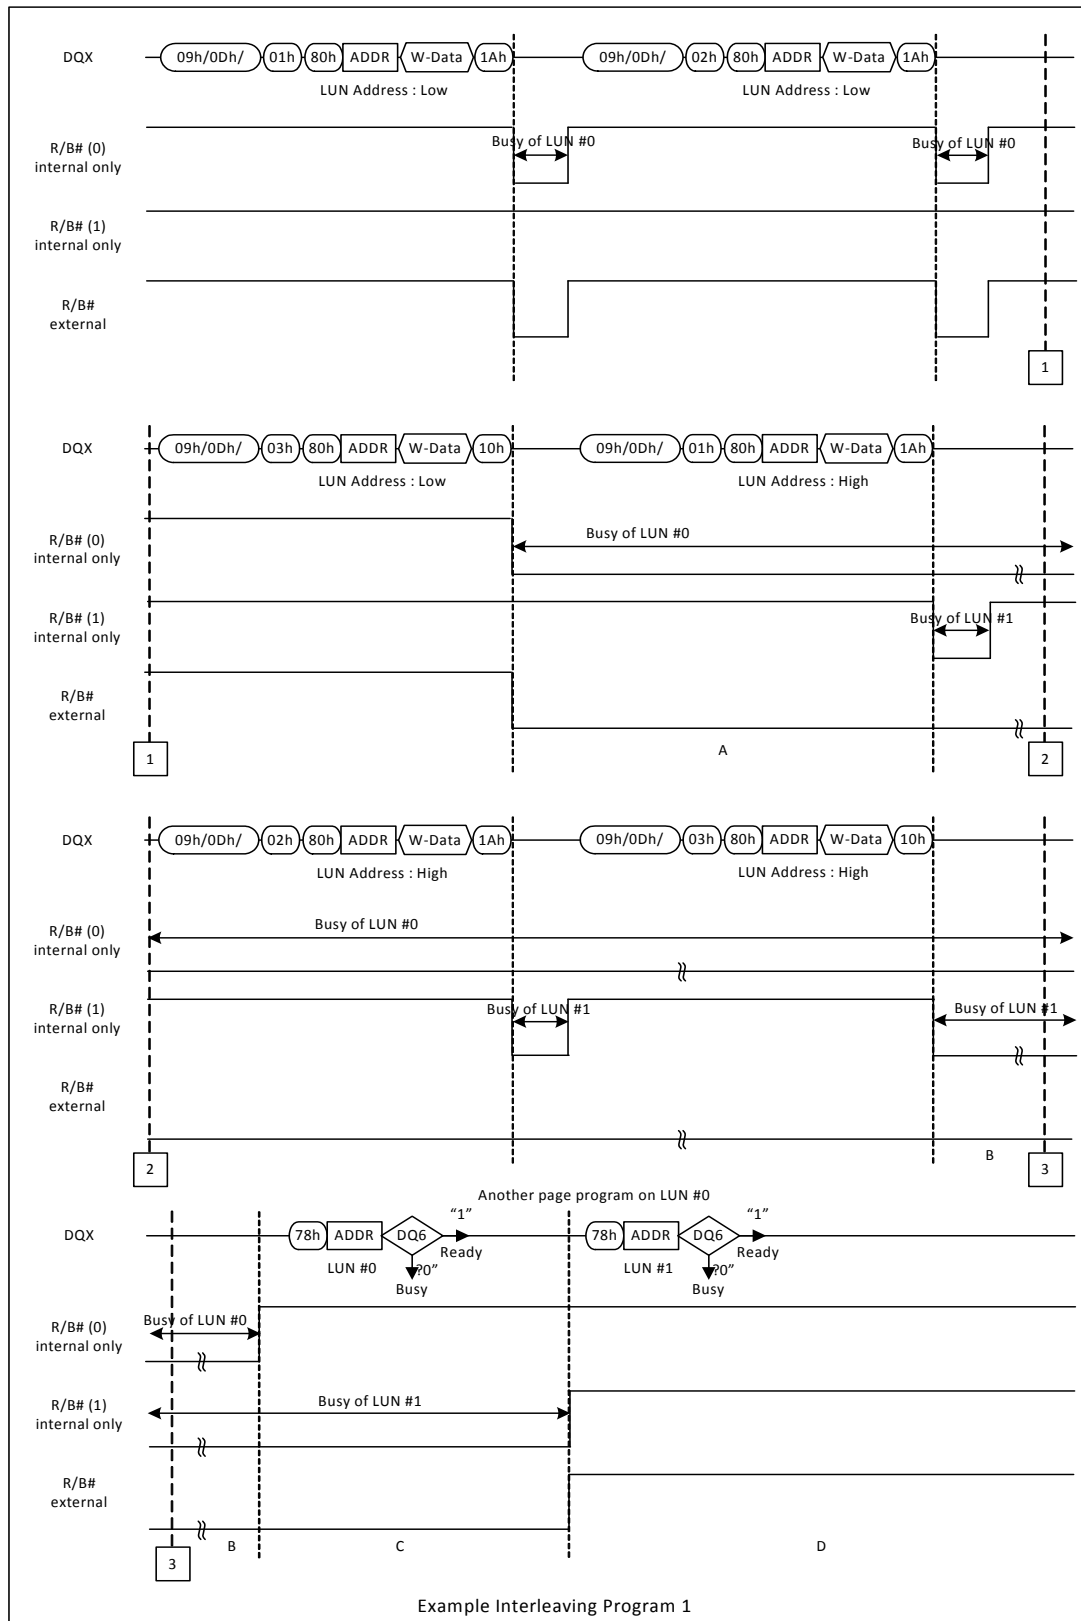 DQX 09h/0Dh/ 01h 80h ADDR W-Data 1Ah 09h/0Dh/ 02h 80h ADDR W-Data 1Ah
LUN Address : Low LUN Address : Low
R/B# (0)
internal only
Busy of LUN #0 Busy of LUN #0
R/B# (1)
internal only
R/B#
external
1
DQX 09h/0Dh/ 03h 80h ADDR W-Data 10h 09h/0Dh/ 01h 80h ADDR W-Data 1Ah
LUN Address : Low LUN Address : High
R/B# (0)
internal only
Busy of LUN #0
R/B# (1)
internal only
Busy of LUN #1
R/B#
external
1 A 2
DQX 09h/0Dh/ 02h 80h ADDR W-Data 1Ah 09h/0Dh/ 03h 80h ADDR W-Data 10h
LUN Address : High LUN Address : High
R/B# (0)
internal only
Busy of LUN #0
R/B# (1)
internal only
Busy of LUN #1 Busy of LUN #1
R/B#
external
2 B 3
Another page program on LUN #0
DQX 78h ADDR DQ6 "1" 78h ADDR DQ6 "1"
Ready Ready
LUN #0 ?0" LUN #1 ?0"
Busy Busy
R/B# (0)
internal only
Busy of LUN #0
R/B# (1)
internal only
Busy of LUN #1
R/B#
external
3 B C D
Example Interleaving Program 1